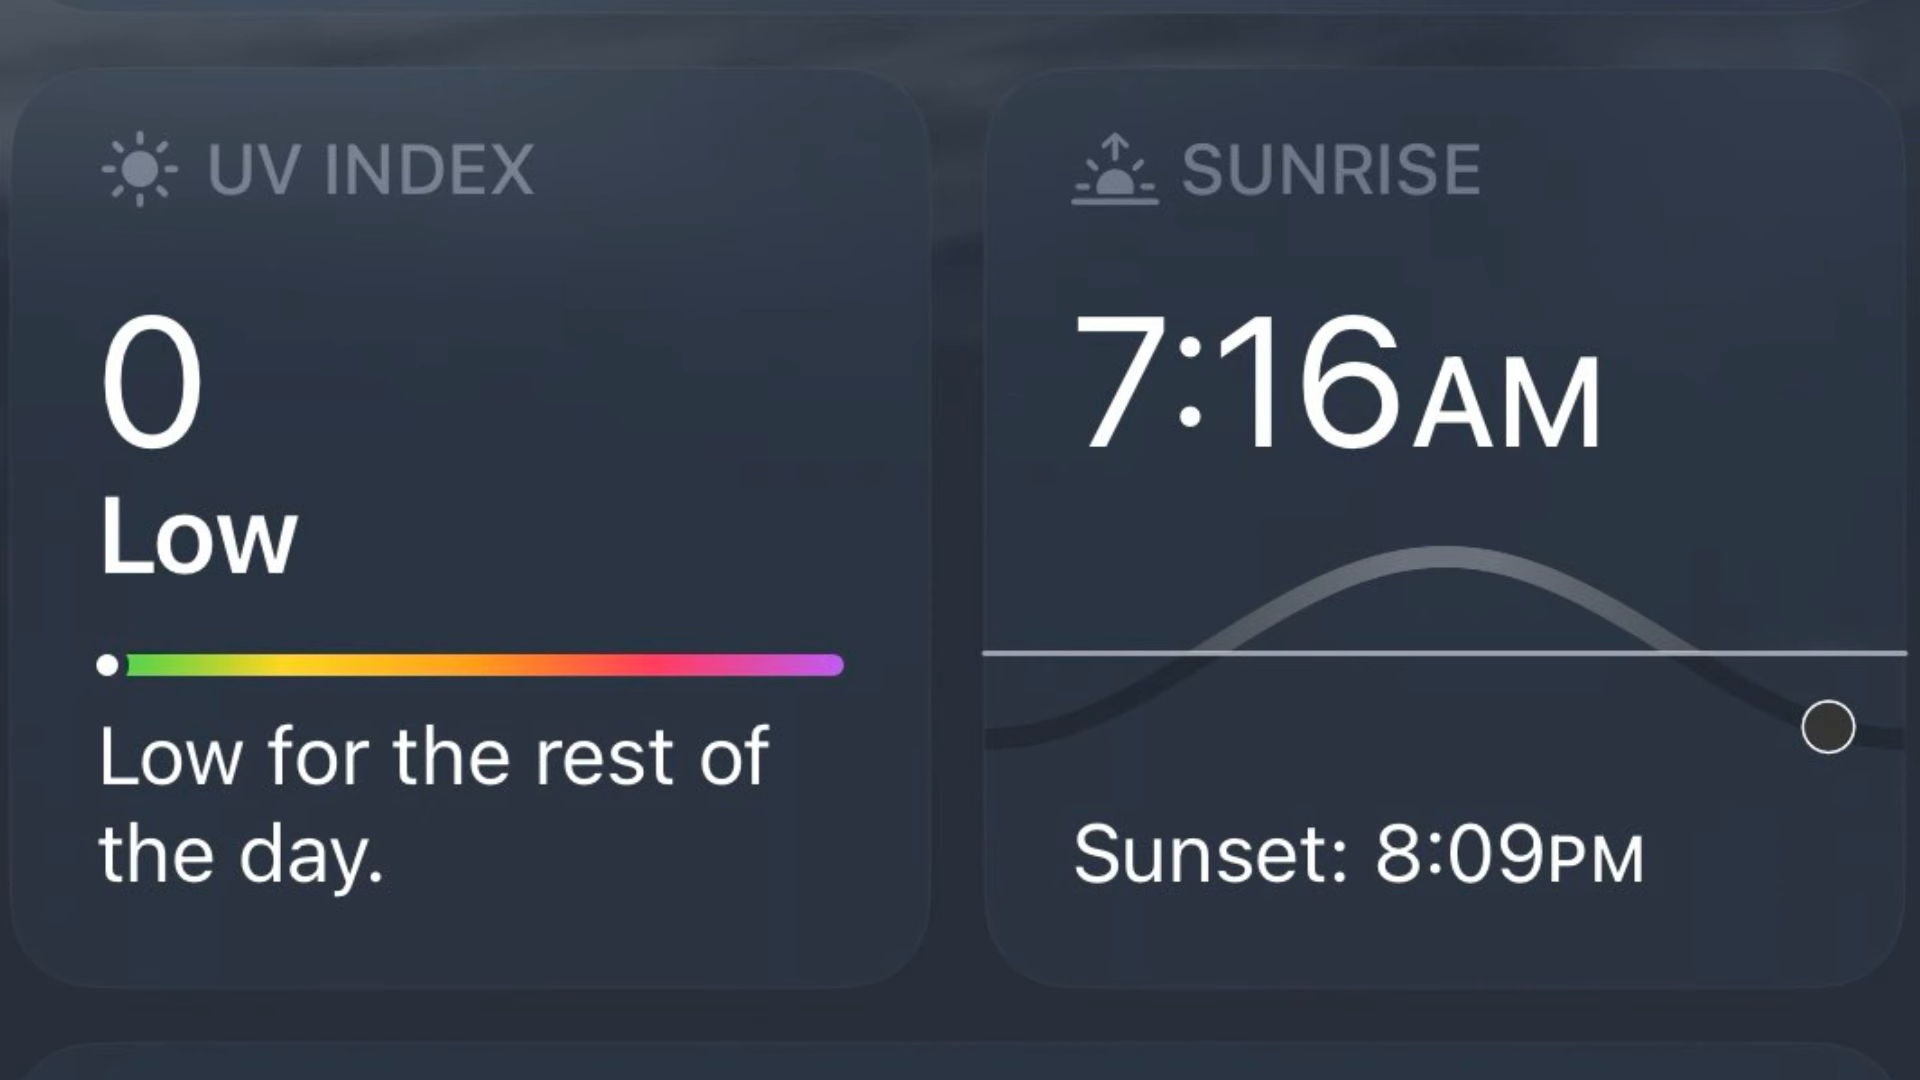 UV INDEX
0
Low
Low for the rest of
the day.
SUNRISE
7:16AM
Sunset: 8:09PM